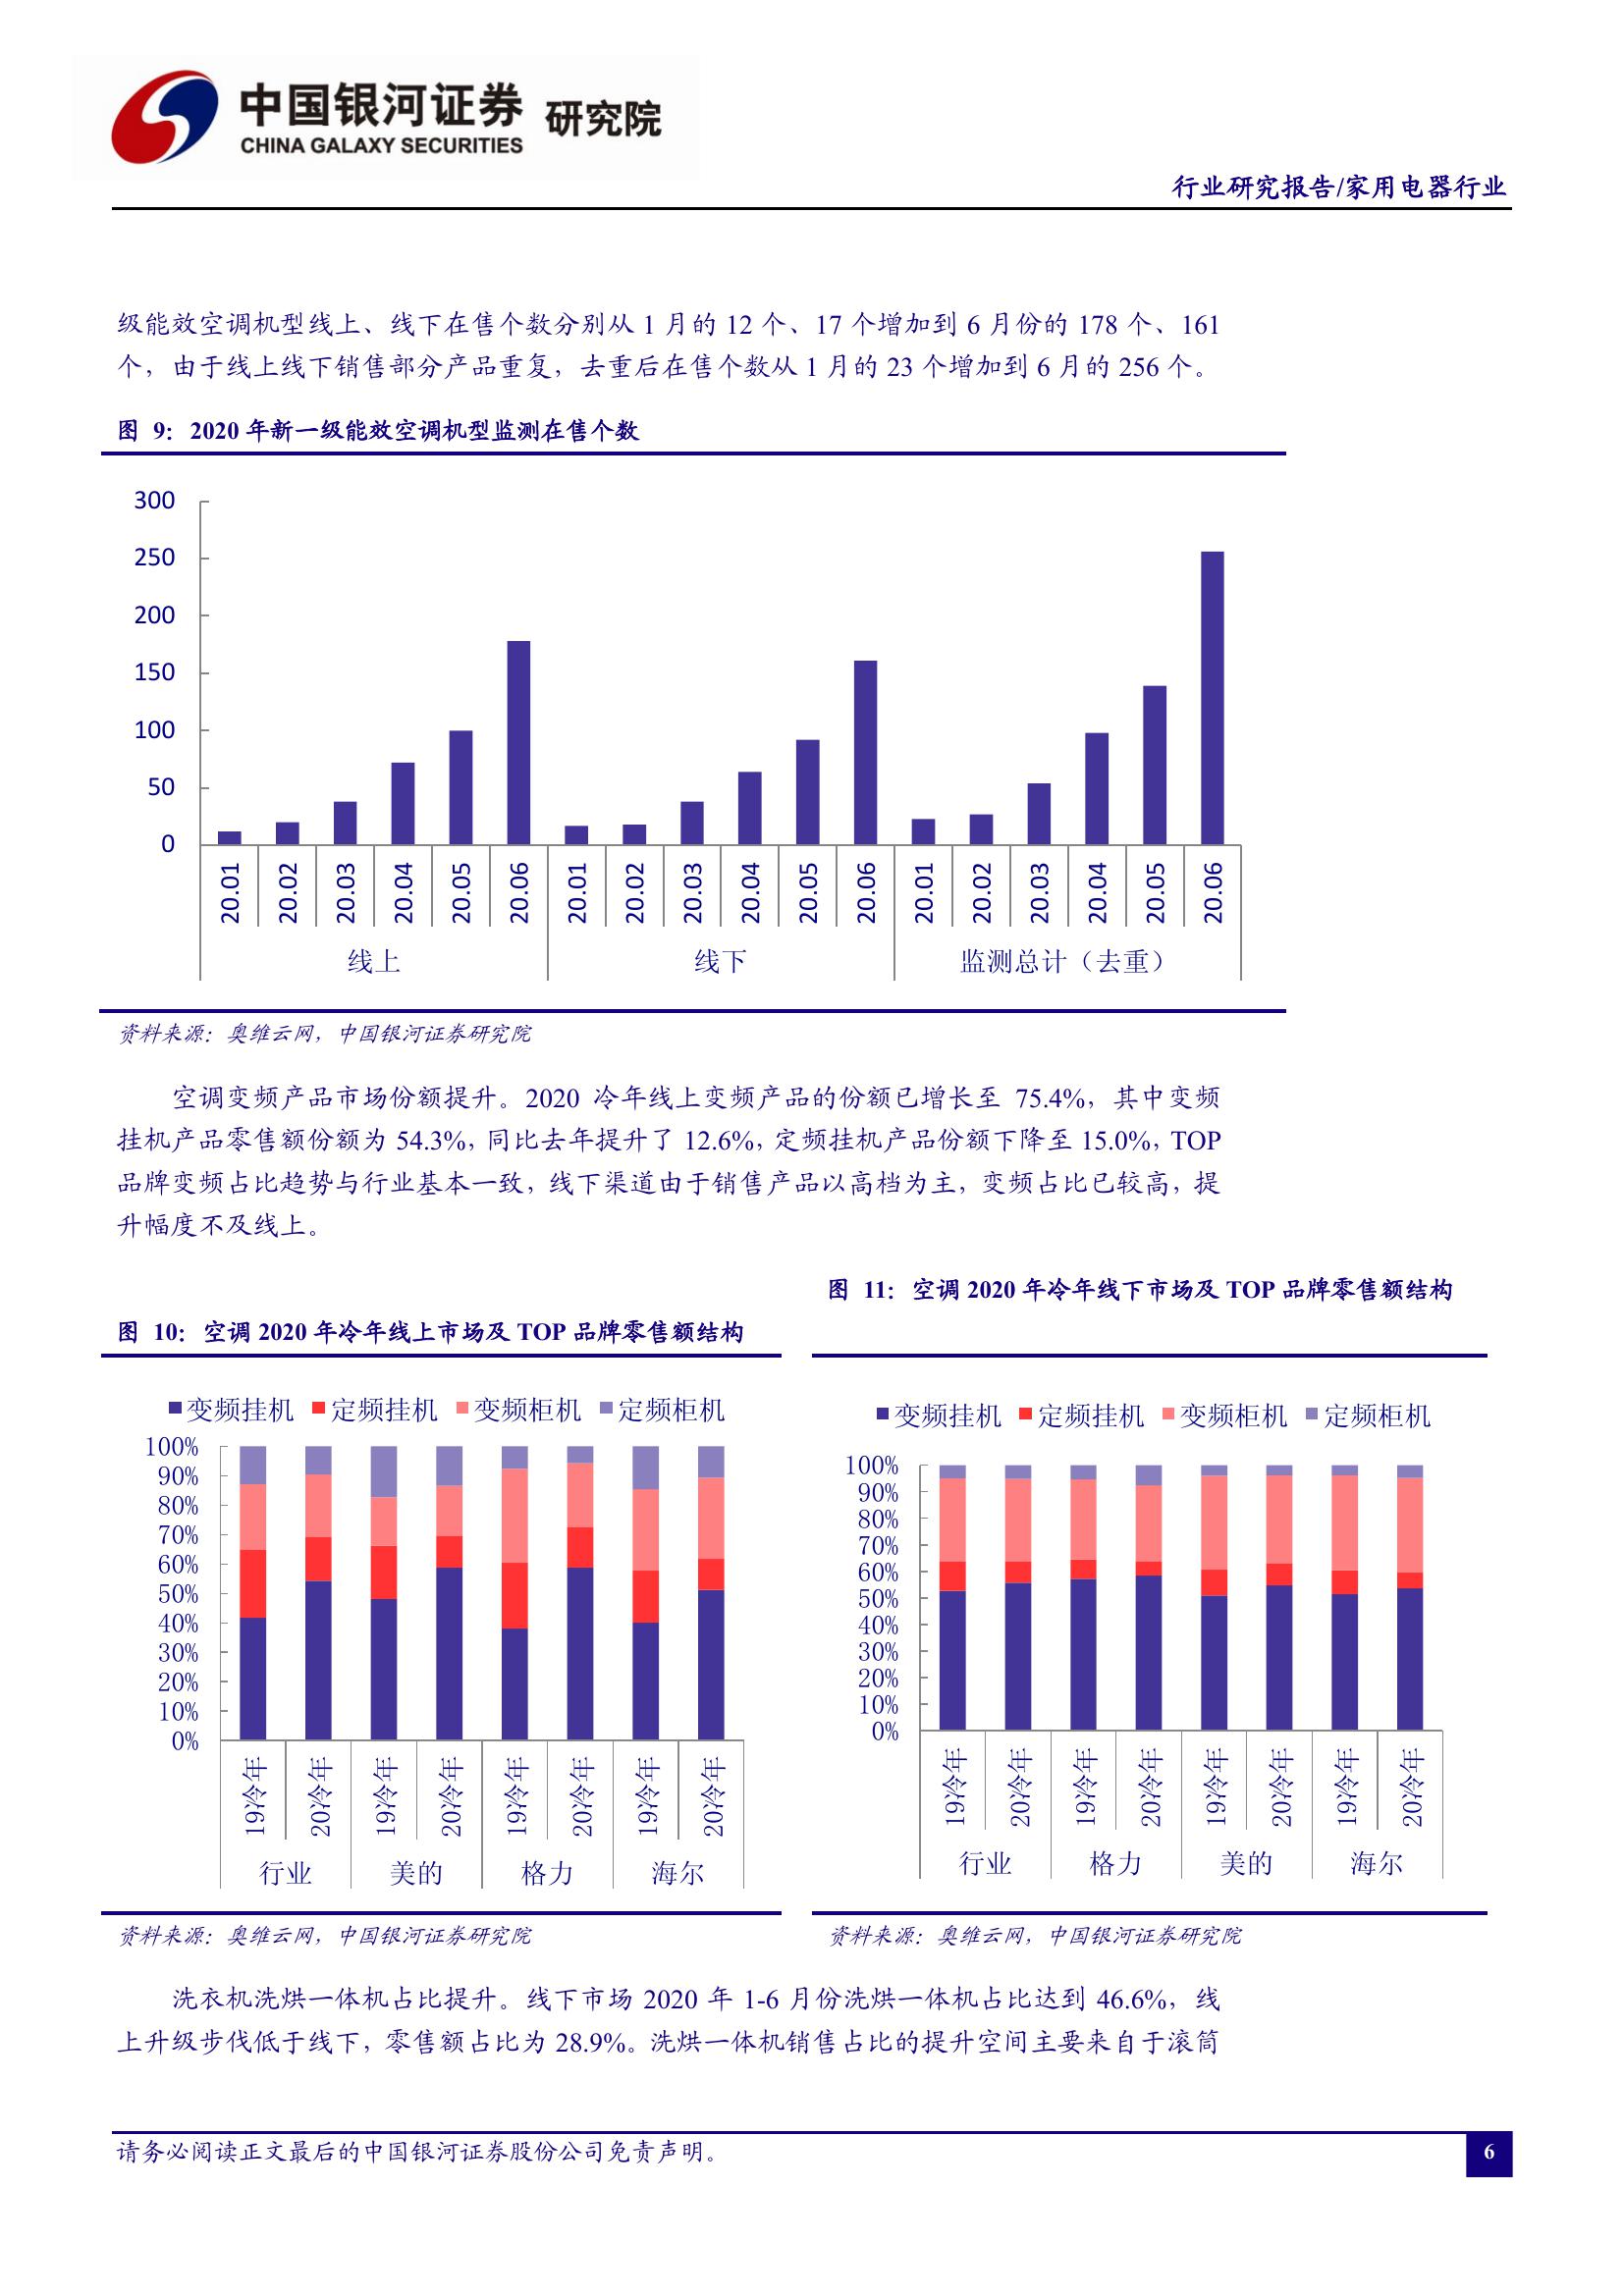 中国银河证券 研究院
CHINA GALAXY SECURITIES
行业研究报告/家用电器行业
级能效空调机型线上、线下在售个数分别从 1 月的 12 个、17 个增加到 6 月份的 178 个、161
个，由于线上线下销售部分产品重复，去重后在售个数从 1 月的 23 个增加到 6 月的 256 个。
图 9：2020 年新一级能效空调机型监测在售个数
300
250
200
150
100
50
0
20.01 20.02 20.03 20.04 20.05 20.06 20.01 20.02 20.03 20.04 20.05 20.06 20.01 20.02 20.03 20.04 20.05 20.06
线上 线下 监测总计（去重）
资料来源：奥维云网，中国银河证券研究院
空调变频产品市场份额提升。2020 冷年线上变频产品的份额已增长至 75.4%，其中变频
挂机产品零售额份额为 54.3%，同比去年提升了 12.6%，定频挂机产品份额下降至 15.0%，TOP
品牌变频占比趋势与行业基本一致，线下渠道由于销售产品以高档为主，变频占比已较高，提
升幅度不及线上。
图 10：空调 2020 年冷年线上市场及 TOP 品牌零售额结构
变频挂机 定频挂机 变频柜机 定频柜机
100%
90%
80%
70%
60%
50%
40%
30%
20%
10%
0%
19冷年 20冷年 19冷年 20冷年 19冷年 20冷年 19冷年 20冷年
行业 美的 格力 海尔
资料来源：奥维云网，中国银河证券研究院
图 11：空调 2020 年冷年线下市场及 TOP 品牌零售额结构
变频挂机 定频挂机 变频柜机 定频柜机
100%
90%
80%
70%
60%
50%
40%
30%
20%
10%
0%
19冷年 20冷年 19冷年 20冷年 19冷年 20冷年 19冷年 20冷年
行业 格力 美的 海尔
资料来源：奥维云网，中国银河证券研究院
洗衣机洗烘一体机占比提升。线下市场 2020 年 1-6 月份洗烘一体机占比达到 46.6%，线
上升级步伐低于线下，零售额占比为 28.9%。洗烘一体机销售占比的提升空间主要来自于滚筒
请务必阅读正文最后的中国银河证券股份公司免责声明。
6